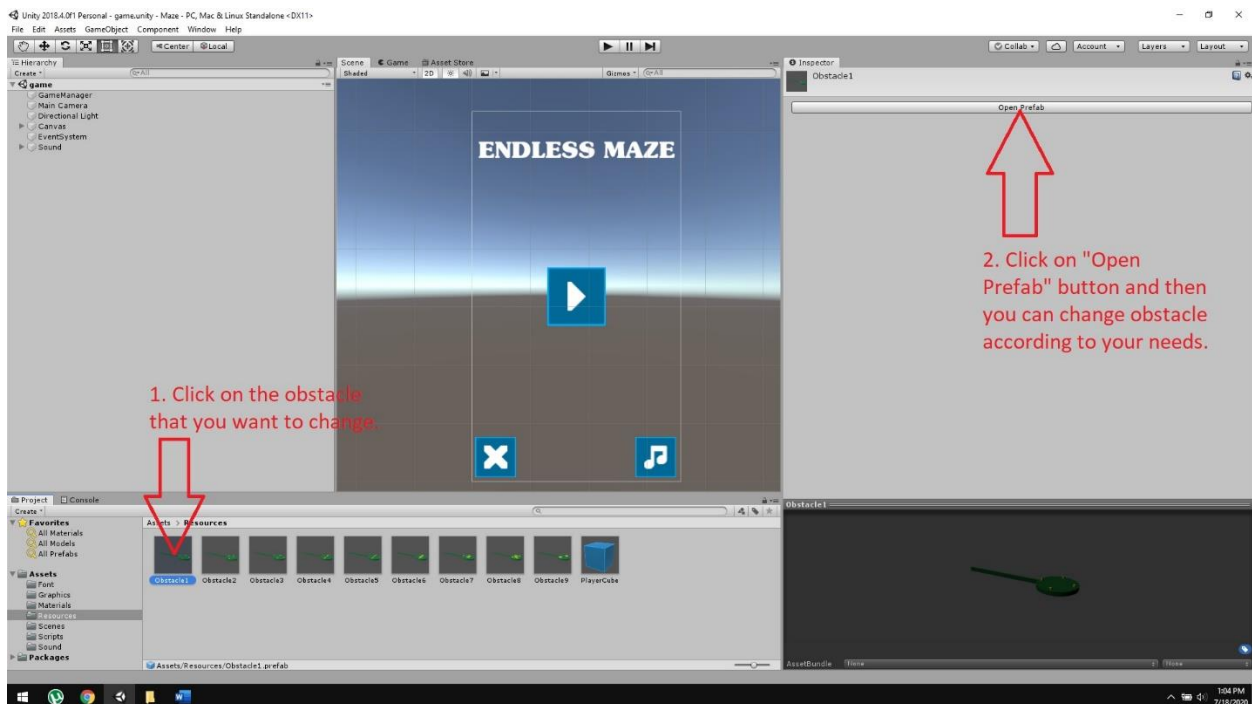 Unity 2018.4.0f1 Personal - game.unity - Maze - PC, Mac & Linux Standalone <DX11>
File Edit Assets GameObject Component Window Help
Center Local
Collab Account Layers Layout
Hierarchy
Create All
game
GameManager
Main Camera
Directional Light
Canvas
EventSystem
Sound
Scene Game Asset Store
Shaded 2D Gizmos All
ENDLESS MAZE
Inspector
Obstacle1
Open Prefab
2. Click on "Open
Prefab" button and then
you can change obstacle
according to your needs.
1. Click on the obstacle
that you want to change.
Project Console
Create
Favorites
All Materials
All Models
All Prefabs
Assets
Font
Graphics
Materials
Resources
Scenes
Scripts
Sound
Packages
Assets > Resources
Obstacle1 Obstacle2 Obstacle3 Obstacle4 Obstacle5 Obstacle6 Obstacle7 Obstacle8 Obstacle9 PlayerCube
Assets/Resources/Obstacle1.prefab
Obstacle1
AssetBundle None None
1:04 PM
7/18/2020